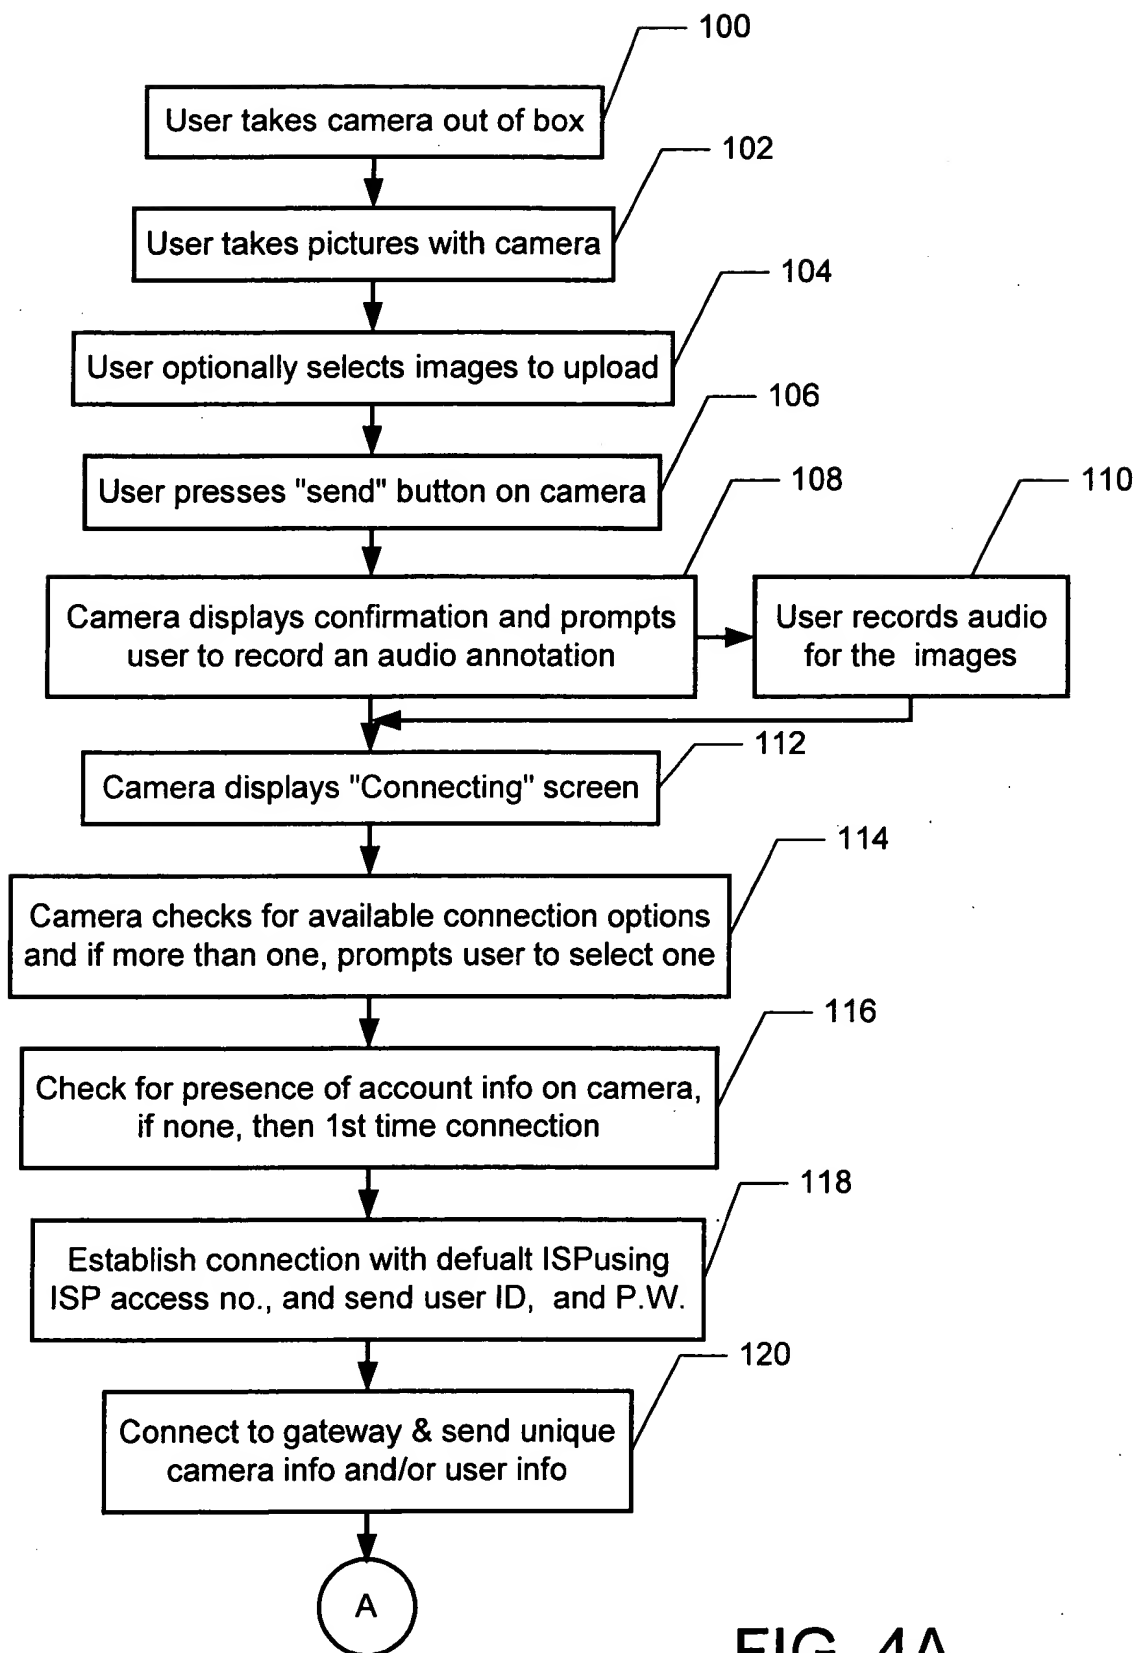 100
User takes camera out of box
102
User takes pictures with camera
104
User optionally selects images to upload
106
User presses "send" button on camera
108
110
Camera displays confirmation and prompts
user to record an audio annotation
User records audio
for the images
112
Camera displays "Connecting" screen
114
Camera checks for available connection options
and if more than one, prompts user to select one
116
Check for presence of account info on camera,
if none, then 1st time connection
118
Establish connection with defualt ISPusing
ISP access no., and send user ID, and P.W.
120
Connect to gateway & send unique
camera info and/or user info
A
FIG. 4A